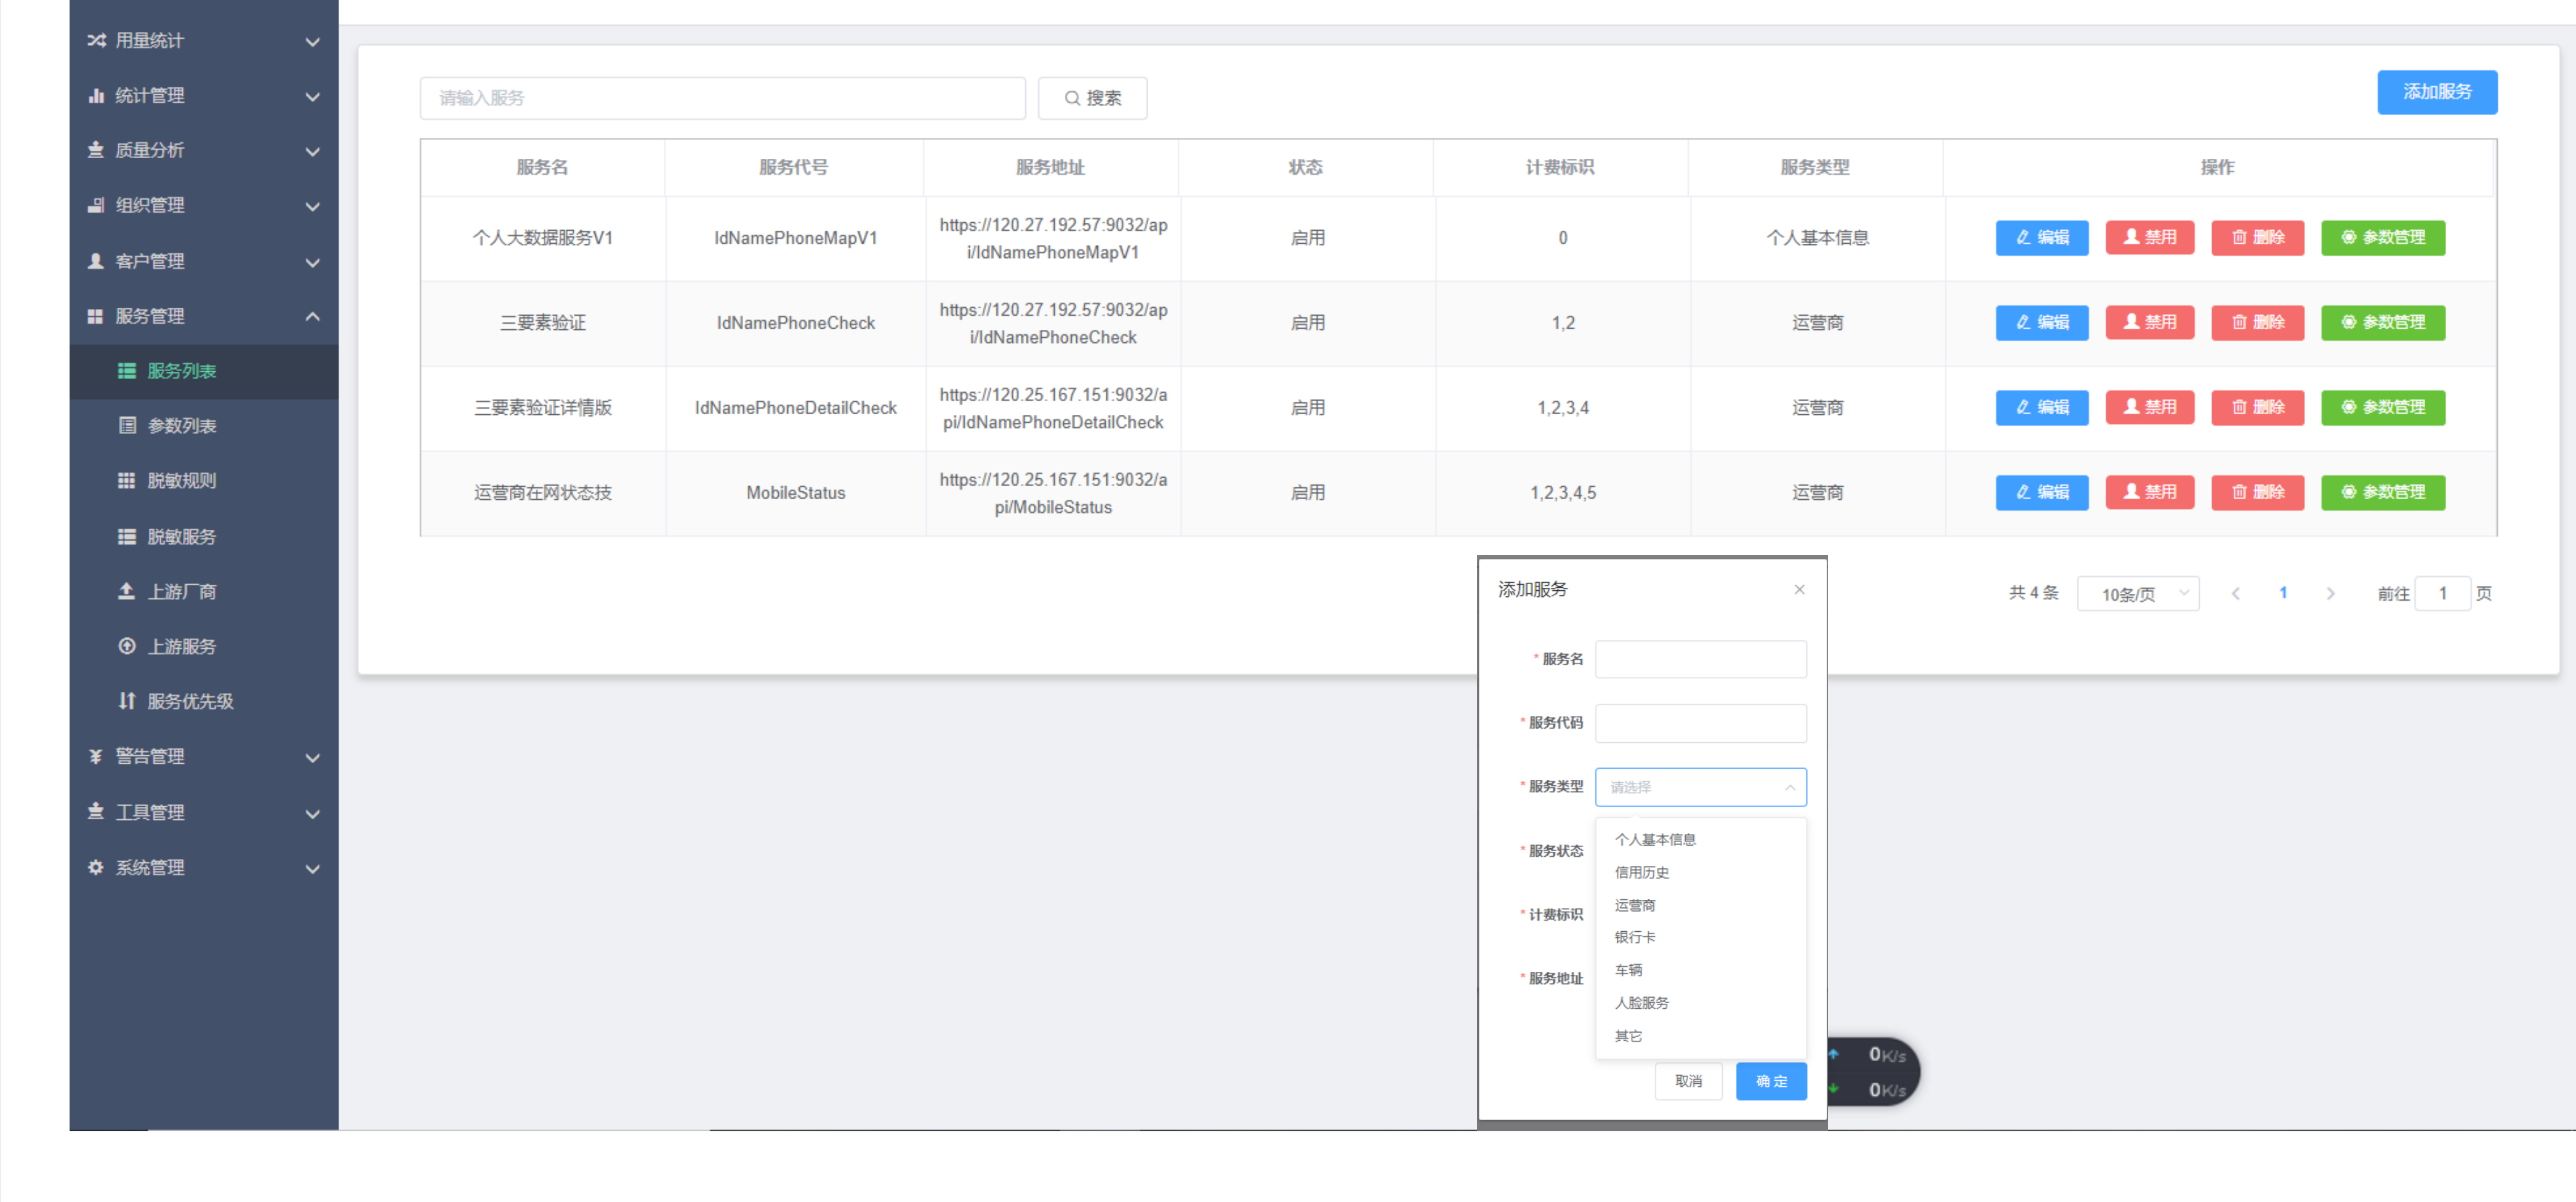 用量统计
统计管理
质量分析
组织管理
客户管理
服务管理
服务列表
参数列表
脱敏规则
脱敏服务
上游厂商
上游服务
服务优先级
警告管理
工具管理
系统管理
请输入服务 搜索 添加服务
服务名 服务代号 服务地址 状态 计费标识 服务类型 操作
个人大数据服务V1 IdNamePhoneMapV1 https://120.27.192.57:9032/ap
i/IdNamePhoneMapV1 启用 0 个人基本信息 编辑 禁用 删除 参数管理
三要素验证 IdNamePhoneCheck https://120.27.192.57:9032/ap
i/IdNamePhoneCheck 启用 1,2 运营商 编辑 禁用 删除 参数管理
三要素验证详情版 IdNamePhoneDetailCheck https://120.25.167.151:9032/a
pi/IdNamePhoneDetailCheck 启用 1,2,3,4 运营商 编辑 禁用 删除 参数管理
运营商在网状态技 MobileStatus https://120.25.167.151:9032/a
pi/MobileStatus 启用 1,2,3,4,5 运营商 编辑 禁用 删除 参数管理
共 4 条 10条/页 1 前往 1 页
添加服务
* 服务名
* 服务代码
* 服务类型 请选择
* 服务状态
* 计费标识
* 服务地址
个人基本信息
信用历史
运营商
银行卡
车辆
人脸服务
其它
取消 确定
0K/s
0K/s